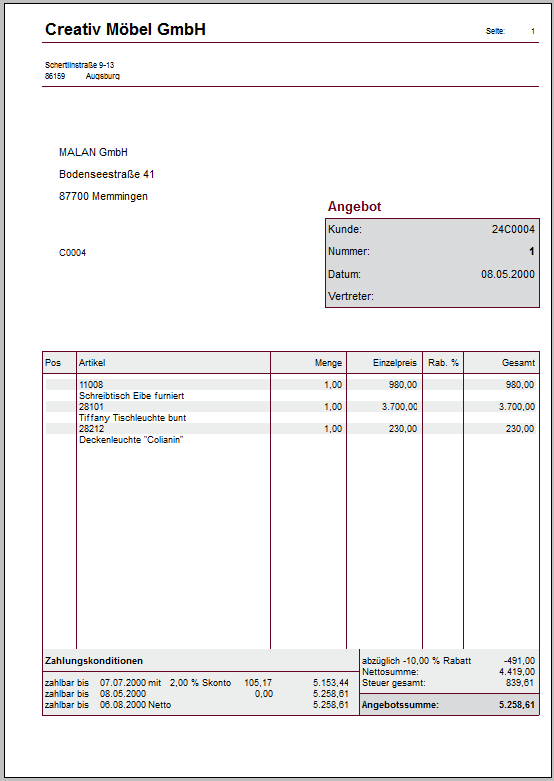 Creativ Möbel GmbH Seite: 1
Schertlinstraße 9-13
86159 Augsburg
MALAN GmbH
Bodenseestraße 41
87700 Memmingen
Angebot
Kunde: 24C0004
Nummer: 1
C0004
Datum: 08.05.2000
Vertreter:
Pos Artikel Menge Einzelpreis Rab. % Gesamt
11008 1,00 980,00 980,00
Schreibtisch Eibe furniert
28101 1,00 3.700,00 3.700,00
Tiffany Tischleuchte bunt
28212 1,00 230,00 230,00
Deckenleuchte "Colianin"
Zahlungskonditionen
zahlbar bis 07.07.2000 mit 2,00 % Skonto 105,17 5.153,44
zahlbar bis 08.05.2000 0,00 5.258,61
zahlbar bis 06.08.2000 Netto 5.258,61
abzüglich -10,00 % Rabatt -491,00
Nettosumme: 4.419,00
Steuer gesamt: 839,61
Angebotssumme: 5.258,61